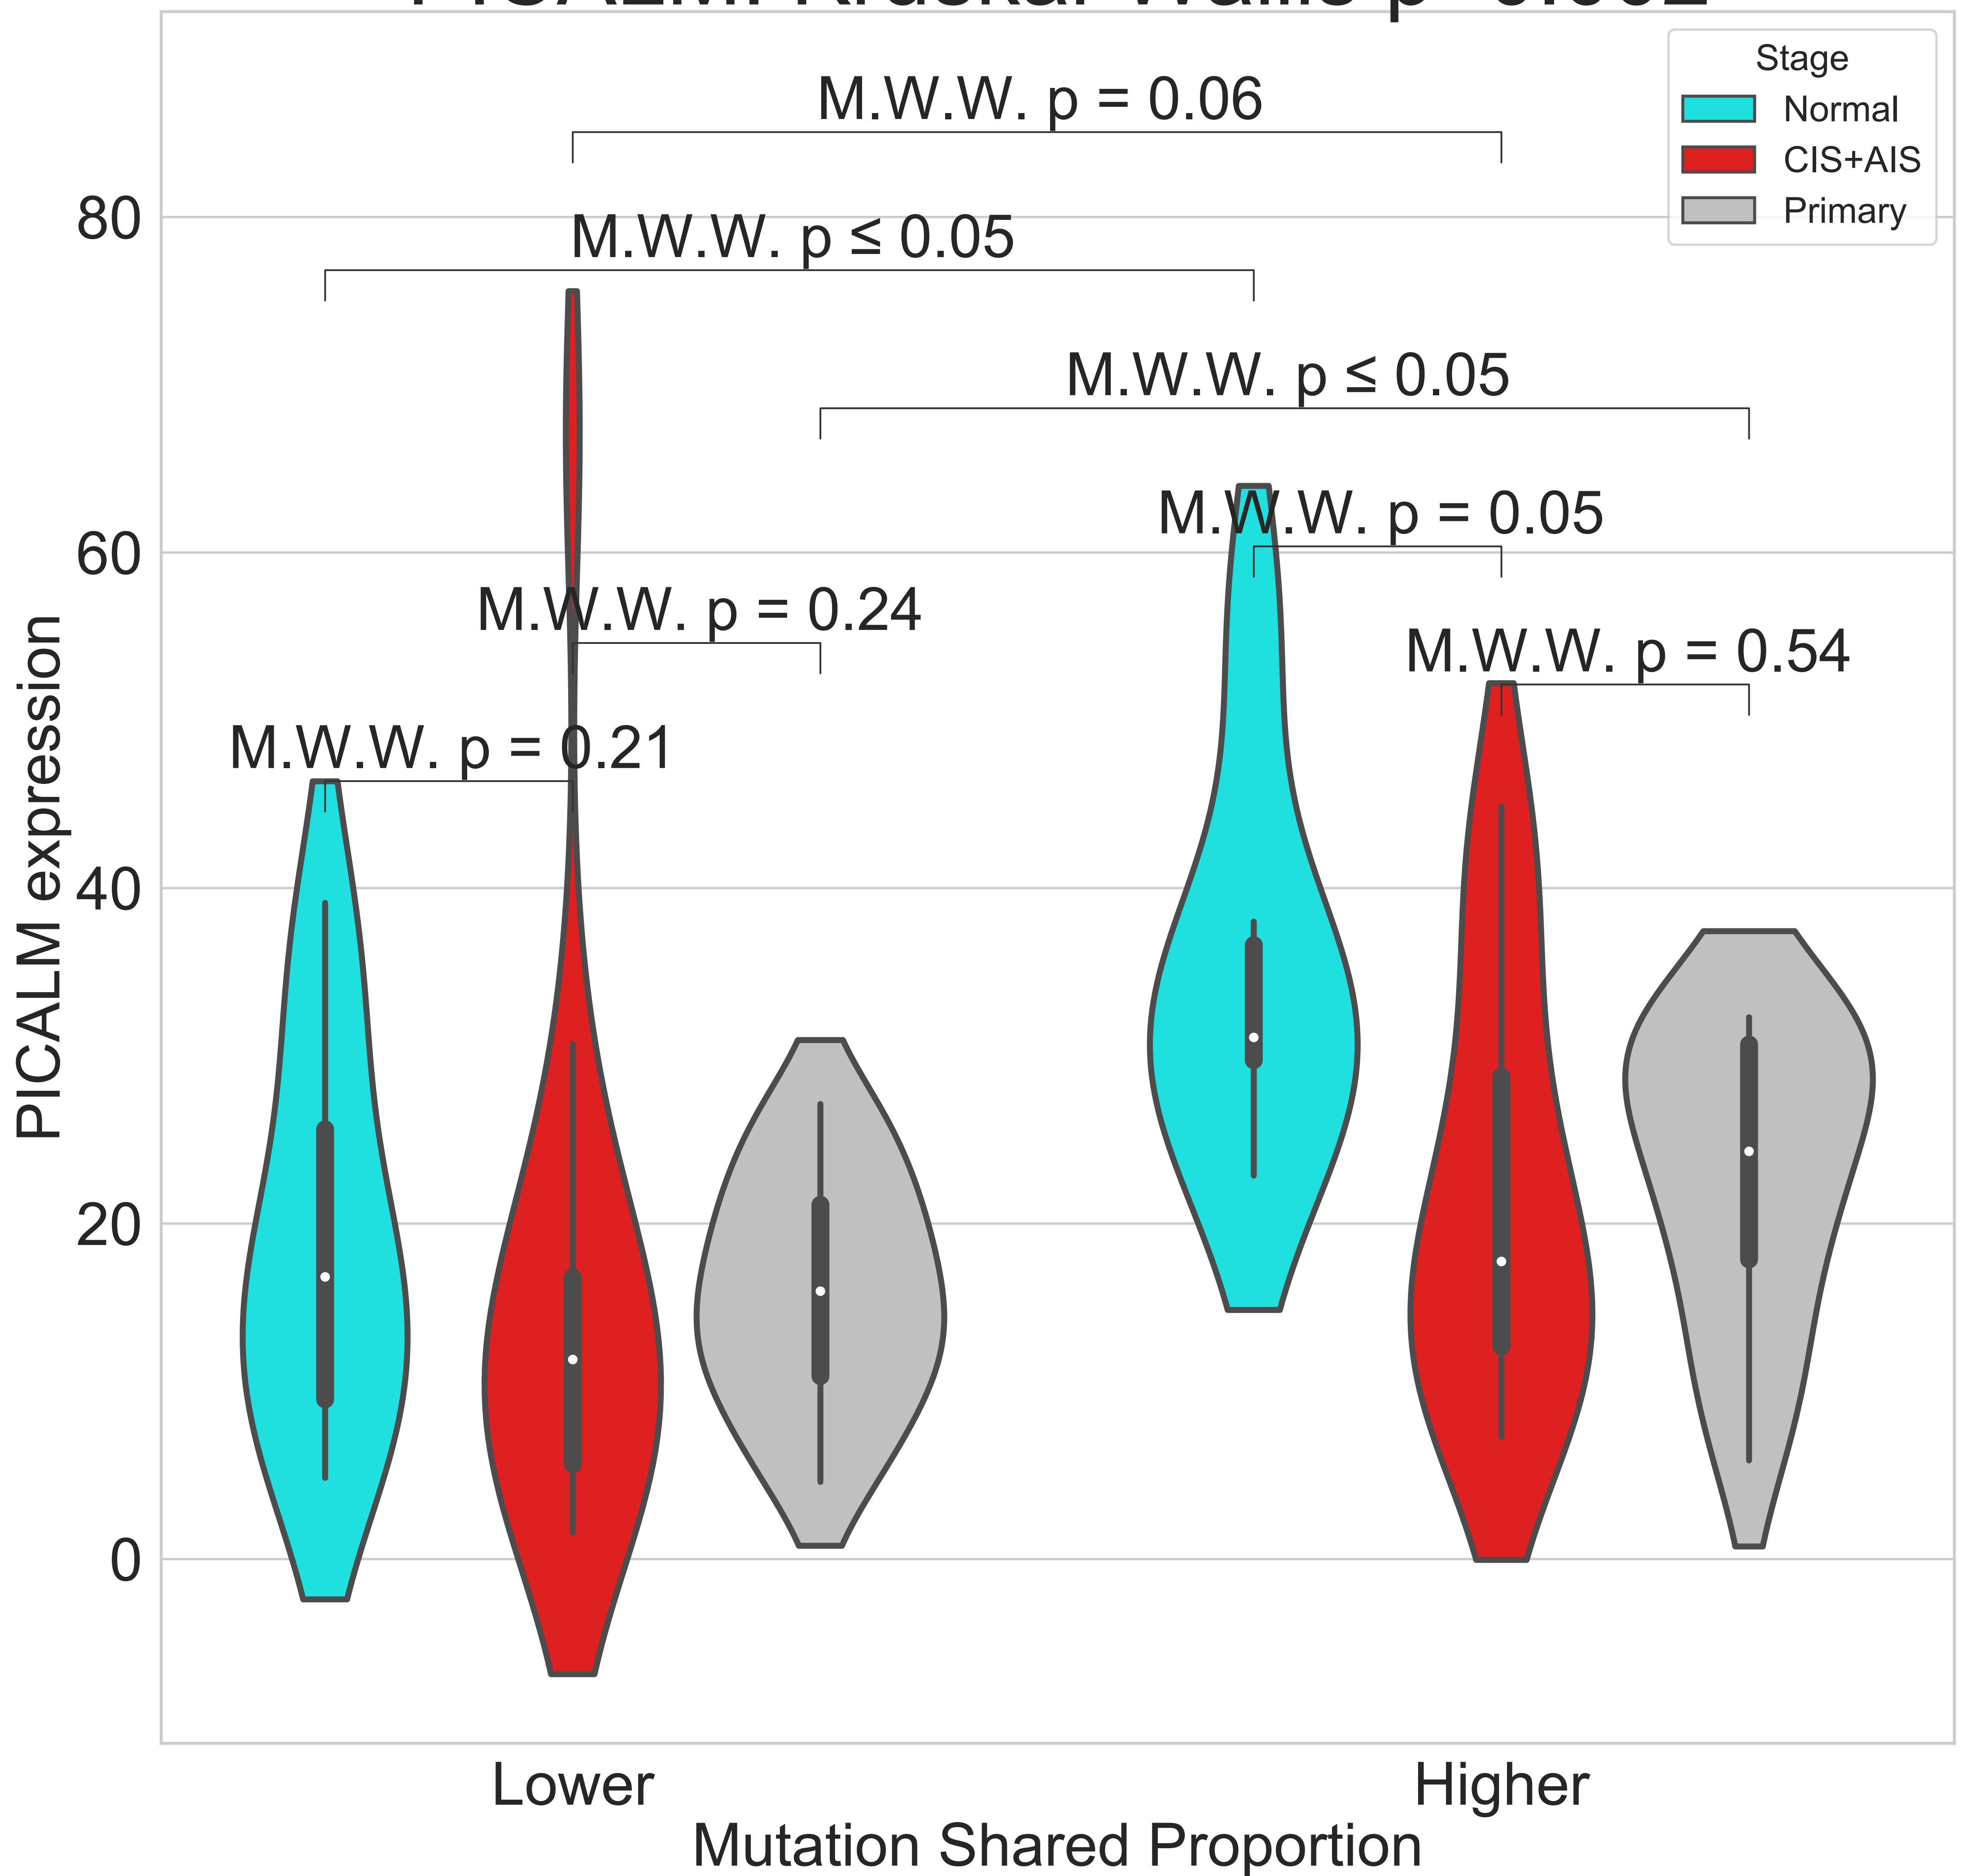 Stage
Normal
CIS+AIS
Primary
M.W.W. p = 0.06
M.W.W. p ≤ 0.05
M.W.W. p ≤ 0.05
M.W.W. p = 0.05
M.W.W. p = 0.24
M.W.W. p = 0.54
M.W.W. p = 0.21
80
60
40
20
0
PICALM expression
Lower
Higher
Mutation Shared Proportion